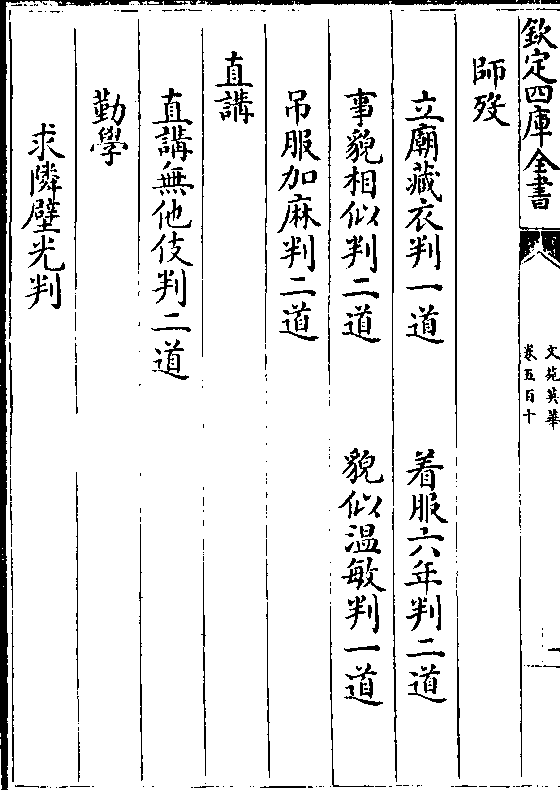 欽定四庫全書
文苑英華
卷五百十
師歿
立廟藏衣判一道　着服六年判二道
事貌相似判二道　貌似温敏判一道
吊服加麻判二道
直講
直講無他伎判二道
勤學
求隣壁光判